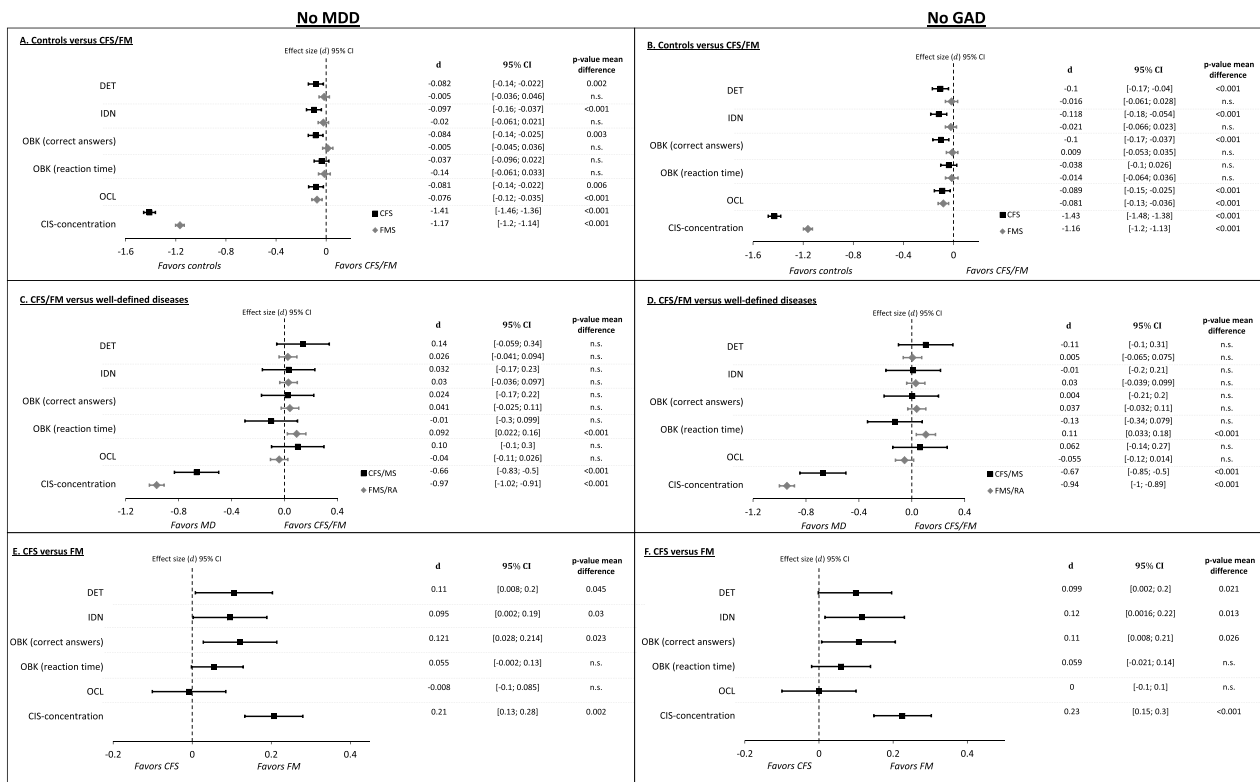 No MDD
No GAD
A. Controls versus CFS/FM
Effect size (d) 95% CI
d 95% CI p-value mean difference
DET
-0.082 [-0.14; -0.022] 0.002
-0.005 [-0.036; 0.046] n.s.
IDN
-0.097 [-0.16; -0.037] <0.001
-0.02 [-0.061; 0.021] n.s.
OBK (correct answers)
-0.084 [-0.14; -0.025] 0.003
-0.005 [-0.045; 0.036] n.s.
OBK (reaction time)
-0.037 [-0.096; 0.022] n.s.
-0.14 [-0.061; 0.033] n.s.
OCL
-0.081 [-0.14; -0.022] 0.006
-0.076 [-0.12; -0.035] <0.001
CIS-concentration
-1.41 [-1.46; -1.36] <0.001
-1.17 [-1.2; -1.14] <0.001
CFS
FMS
-1.6 -1.2 -0.8 -0.4 0
Favors controls Favors CFS/FM
B. Controls versus CFS/FM
Effect size (d) 95% CI
d 95% CI p-value mean difference
DET
-0.1 [-0.17; -0.04] <0.001
-0.016 [-0.061; 0.028] n.s.
IDN
-0.118 [-0.18; -0.054] <0.001
-0.021 [-0.066; 0.023] n.s.
OBK (correct answers)
-0.1 [-0.17; -0.037] <0.001
0.009 [-0.053; 0.035] n.s.
OBK (reaction time)
-0.038 [-0.1; 0.026] n.s.
-0.014 [-0.064; 0.036] n.s.
OCL
-0.089 [-0.15; -0.025] <0.001
-0.081 [-0.13; -0.036] <0.001
CIS-concentration
-1.43 [-1.48; -1.38] <0.001
-1.16 [-1.2; -1.13] <0.001
CFS
FMS
-1.6 -1.2 -0.8 -0.4 0
Favors controls Favors CFS/FM
C. CFS/FM versus well-defined diseases
Effect size (d) 95% CI
d 95% CI p-value mean difference
DET
0.14 [-0.059; 0.34] n.s.
0.026 [-0.041; 0.094] n.s.
IDN
0.032 [-0.17; 0.23] n.s.
0.03 [-0.036; 0.097] n.s.
OBK (correct answers)
0.024 [-0.17; 0.22] n.s.
0.041 [-0.025; 0.11] n.s.
OBK (reaction time)
-0.01 [-0.3; 0.099] n.s.
0.092 [0.022; 0.16] <0.001
OCL
0.10 [-0.1; 0.3] n.s.
-0.04 [-0.11; 0.026] n.s.
CIS-concentration
-0.66 [-0.83; -0.5] <0.001
-0.97 [-1.02; -0.91] <0.001
CFS/MS
FMS/RA
-1.2 -0.8 -0.4 0.0 0.4
Favors MD Favors CFS/FM
D. CFS/FM versus well-defined diseases
Effect size (d) 95% CI
d 95% CI p-value mean difference
DET
-0.11 [-0.1; 0.31] n.s.
0.005 [-0.065; 0.075] n.s.
IDN
-0.01 [-0.2; 0.21] n.s.
0.03 [-0.039; 0.099] n.s.
OBK (correct answers)
0.004 [-0.21; 0.2] n.s.
0.037 [-0.032; 0.11] n.s.
OBK (reaction time)
-0.13 [-0.34; 0.079] n.s.
0.11 [0.033; 0.18] <0.001
OCL
0.062 [-0.14; 0.27] n.s.
-0.055 [-0.12; 0.014] n.s.
CIS-concentration
-0.67 [-0.85; -0.5] <0.001
-0.94 [-1; -0.89] <0.001
CFS/MS
FMS/RA
-1.2 -0.8 -0.4 0.0 0.4
Favors MD Favors CFS/FM
E. CFS versus FM
Effect size (d) 95% CI
d 95% CI p-value mean difference
DET 0.11 [0.008; 0.2] 0.045
IDN 0.095 [0.002; 0.19] 0.03
OBK (correct answers) 0.121 [0.028; 0.214] 0.023
OBK (reaction time) 0.055 [-0.002; 0.13] n.s.
OCL -0.008 [-0.1; 0.085] n.s.
CIS-concentration 0.21 [0.13; 0.28] 0.002
-0.2 0 0.2 0.4
Favors CFS Favors FM
F. CFS versus FM
Effect size (d) 95% CI
d 95% CI p-value mean difference
DET 0.099 [0.002; 0.2] 0.021
IDN 0.12 [0.0016; 0.22] 0.013
OBK (correct answers) 0.11 [0.008; 0.21] 0.026
OBK (reaction time) 0.059 [-0.021; 0.14] n.s.
OCL 0 [-0.1; 0.1] n.s.
CIS-concentration 0.23 [0.15; 0.3] <0.001
-0.2 0 0.2 0.4
Favors CFS Favors FM